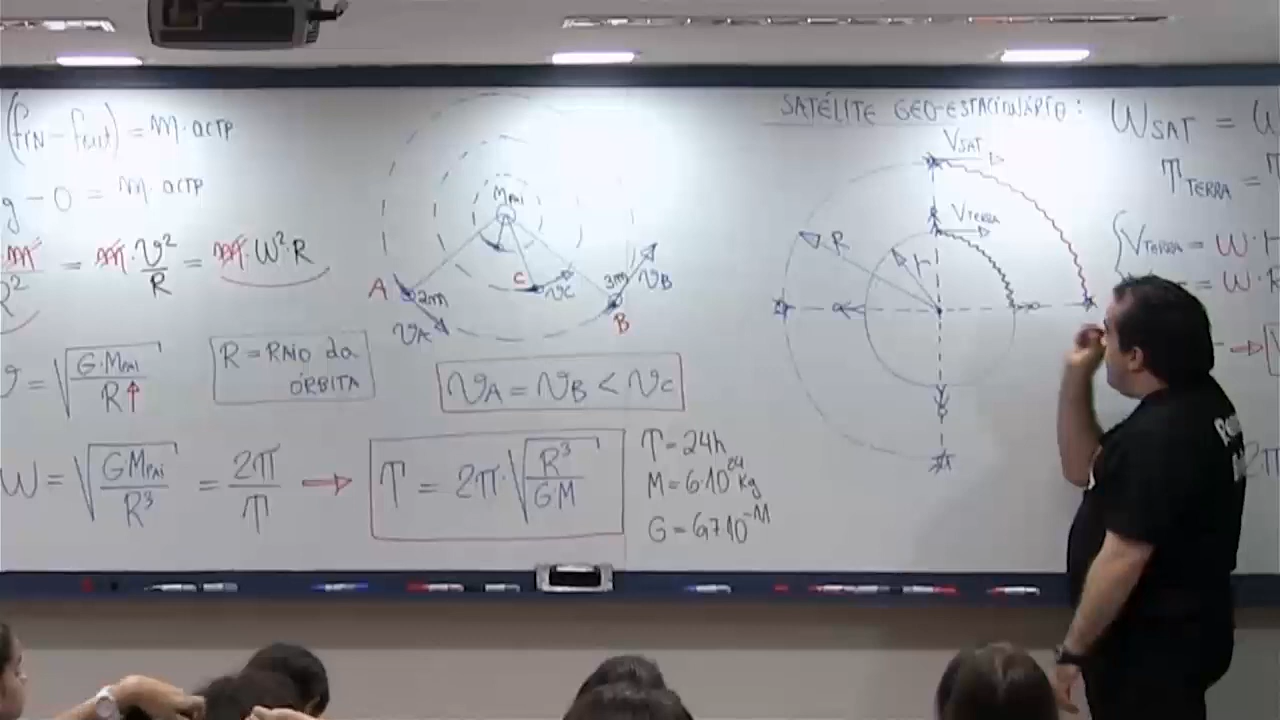 (fIN - fOUT) = m·actp
g - 0 = m·actp
m = m·v²/R = m·W²·R
R²
v = √(G·MPAI/R↑)
R = RAIO da
ÓRBITA
W = √(GMPAI/R³) = 2π/T → T = 2π·√(R³/G·M)
MPAI
A
2m
vA
C
vC
3m
vB
B
vA = vB < vC
T = 24h
M = 6·10²⁴ kg
G = 6,7·10⁻¹¹
SATÉLITE GEO-ESTACIONÁRIO:
VSAT
VTERRA
R
r
WSAT = W
TTERRA =
VTERRA = W·r
= W·R
2π